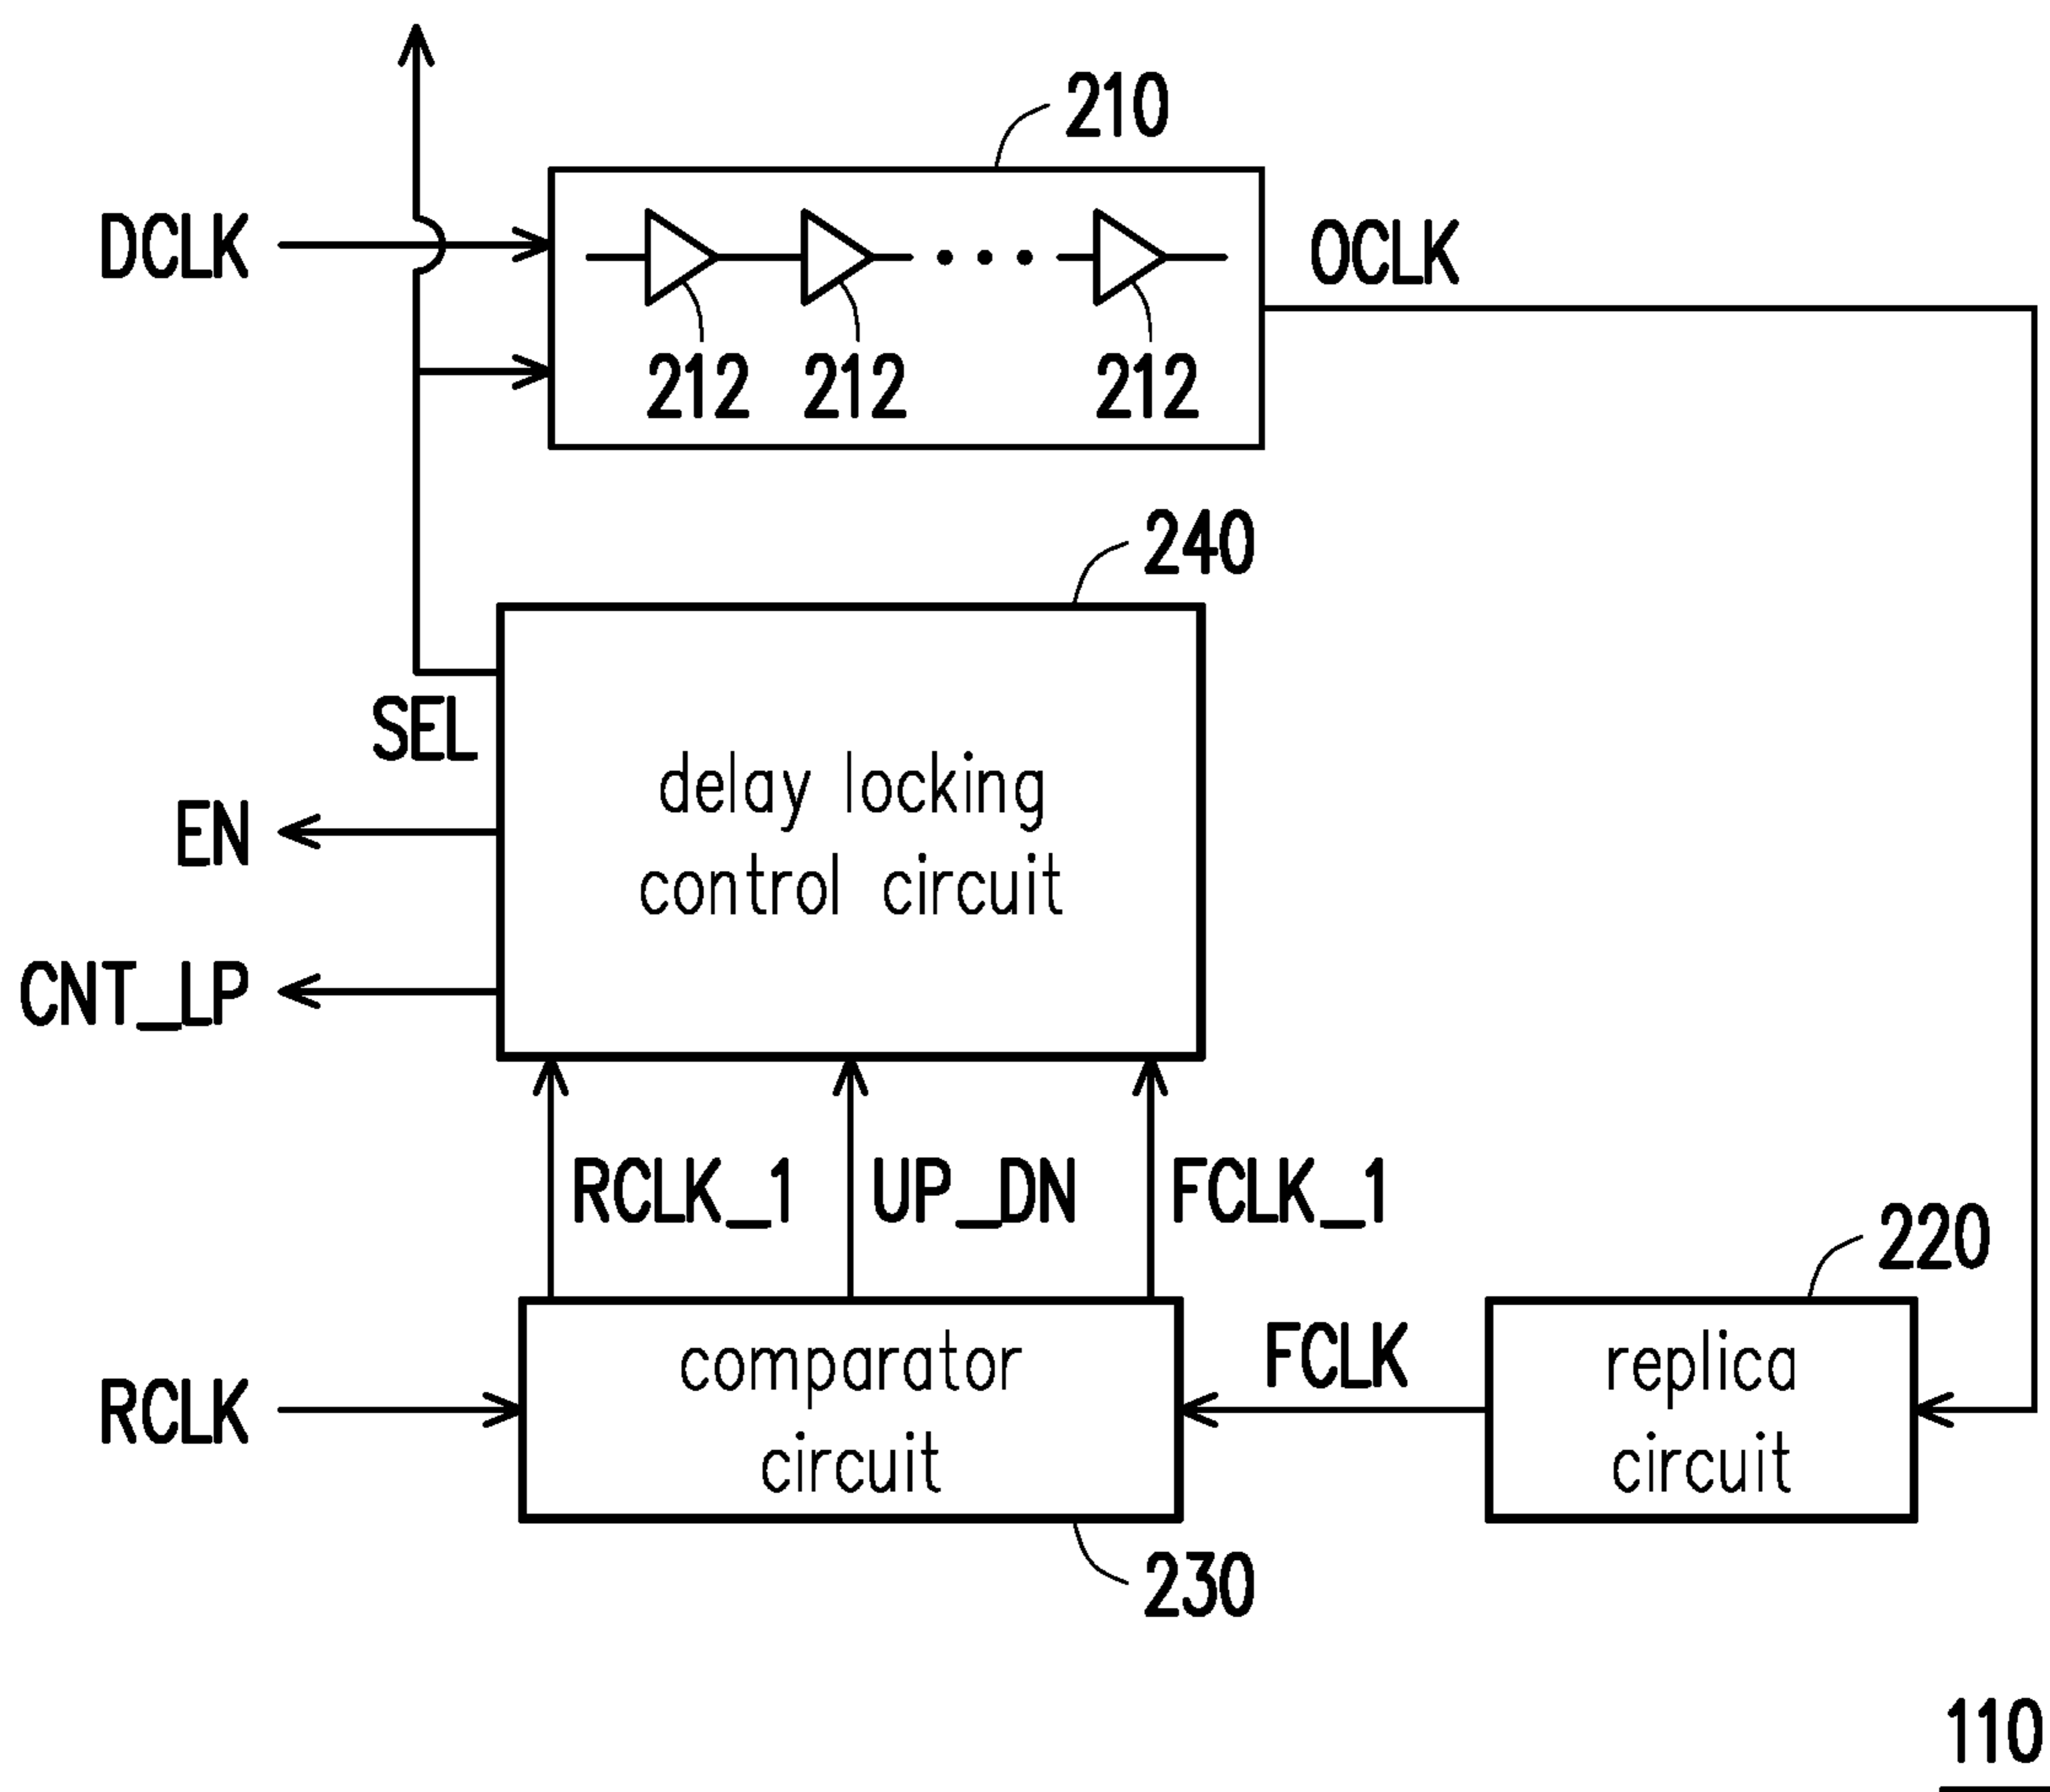 210
DCLK
OCLK
212 212 212
240
SEL
delay locking
control circuit
EN
CNT_LP
RCLK_1 UP_DN FCLK_1
220
RCLK
comparator
circuit
FCLK
replica
circuit
230
110